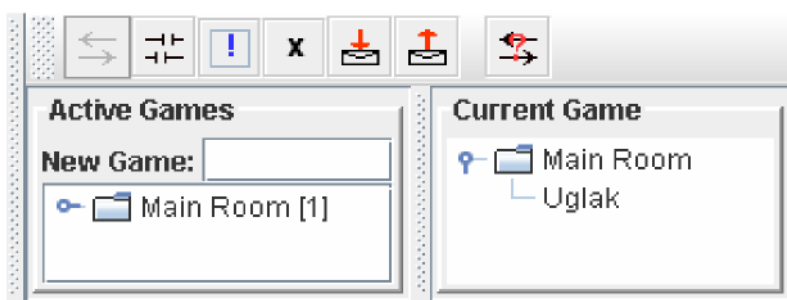 ! x ?
Active Games
New Game:
Main Room [1]
Current Game
Main Room
Uglak